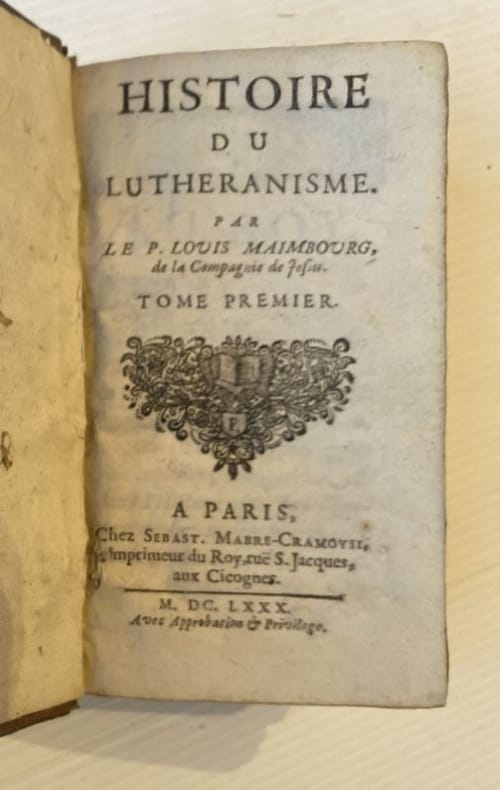 HISTOIRE
DU
LUTHERANISME.
PAR
LE P. LOUIS MAIMBOURG,
de la Compagnie de Jesus.
TOME PREMIER.
A PARIS,
Chez SEBAST. MABRE-CRAMOYSI,
Imprimeur du Roy, ruë S. Jacques,
aux Cicognes.
M. DC. LXXX.
Avec Approbation & Privilege.